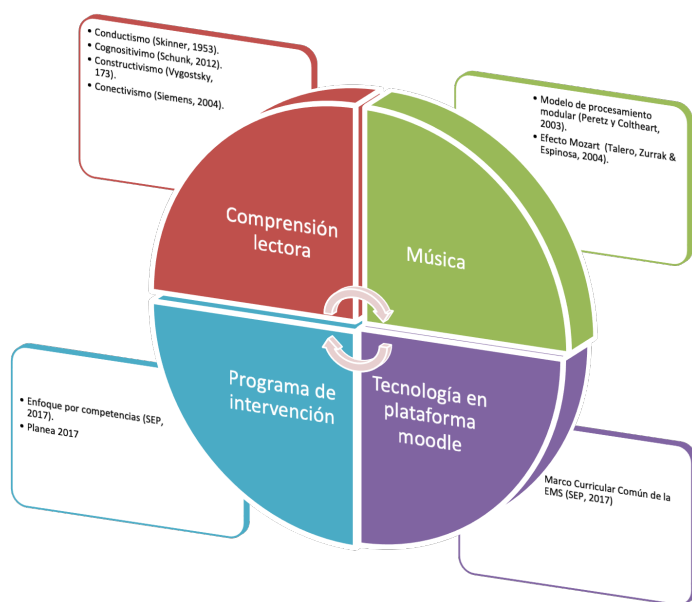 • Conductismo (Skinner, 1953).
• Cognositivimo (Schunk, 2012).
• Constructivismo (Vygostsky,
173).
• Conectivismo (Siemens, 2004).
• Modelo de procesamiento
modular (Peretz y Coltheart,
2003).
• Efecto Mozart (Talero, Zurrak &
Espinosa, 2004).
Comprensión
lectora
Música
Programa de
intervención
Tecnología en
plataforma
moodle
• Enfoque por competencias (SEP,
2017).
• Planea 2017
Marco Curricular Común de la
EMS (SEP, 2017)